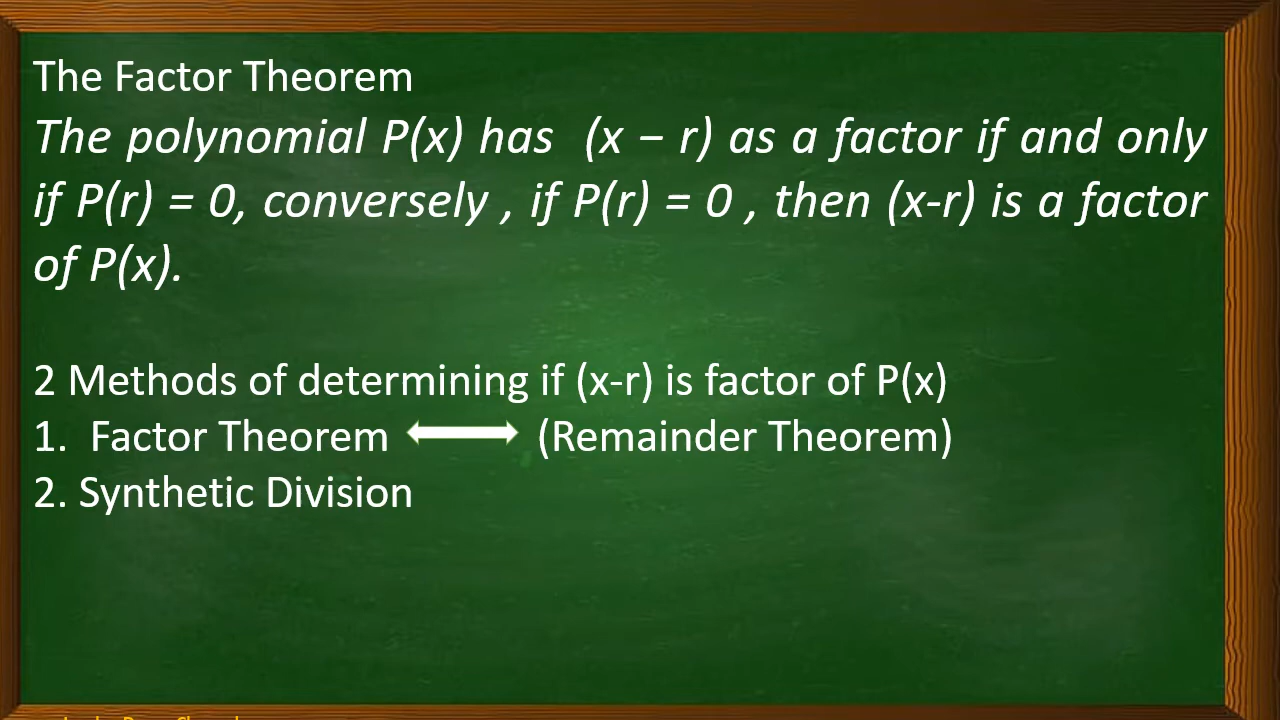 The Factor Theorem
The polynomial P(x) has (x − r) as a factor if and only
if P(r) = 0, conversely , if P(r) = 0 , then (x-r) is a factor
of P(x).
2 Methods of determining if (x-r) is factor of P(x)
1. Factor Theorem (Remainder Theorem)
2. Synthetic Division